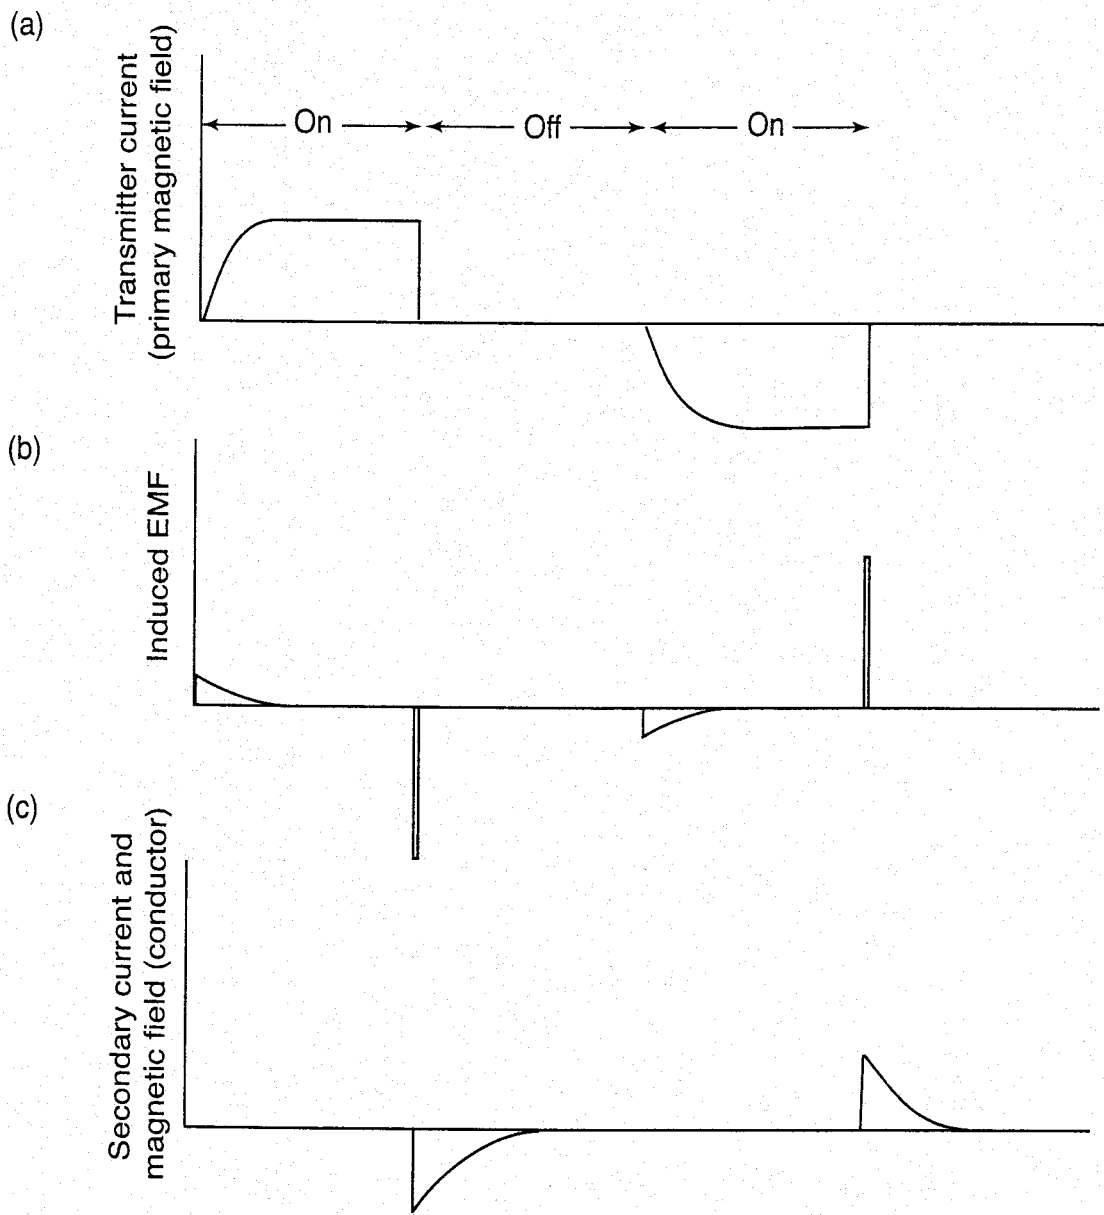 (a)
Transmitter current
(primary magnetic field)
On
Off
On
(b)
Induced EMF
(c)
Secondary current and
magnetic field (conductor)